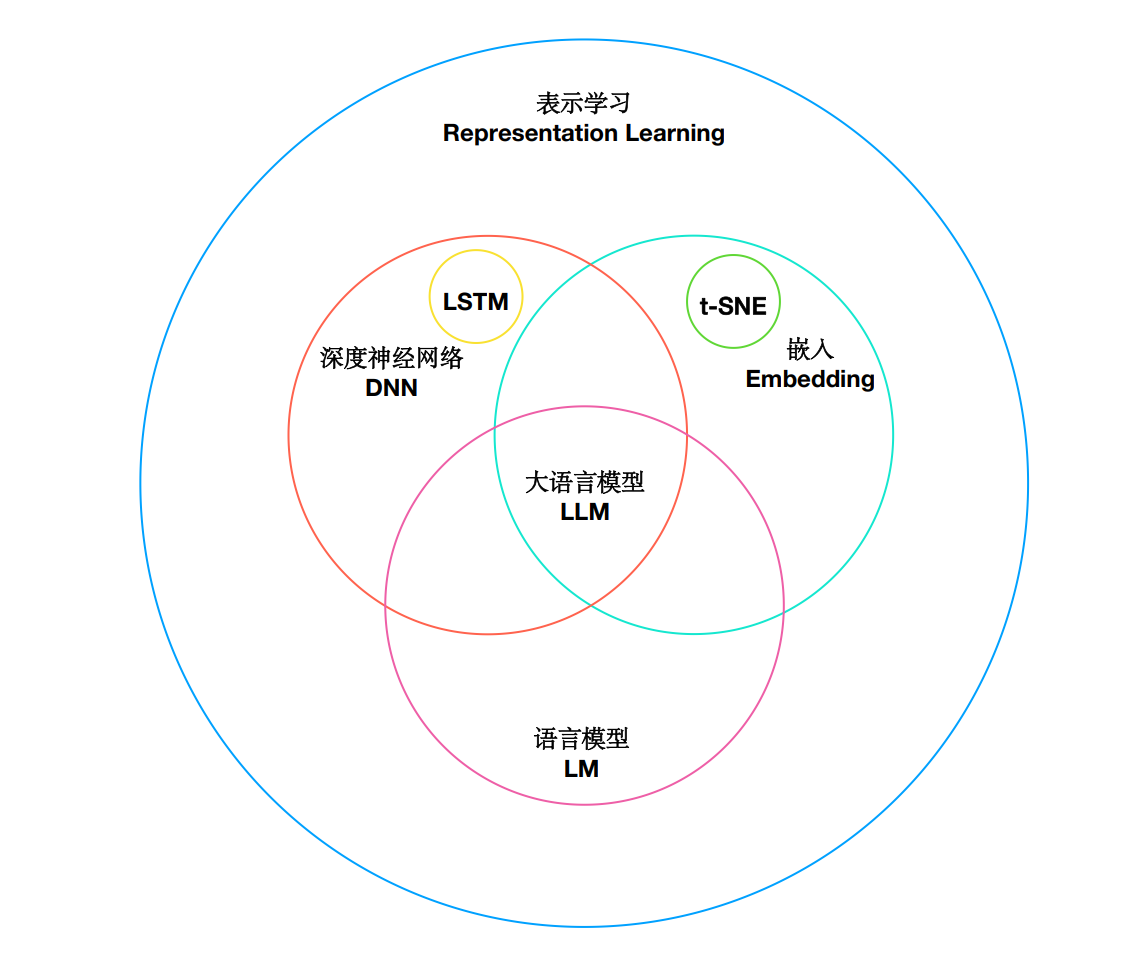 表示学习
Representation Learning
LSTM
t-SNE
深度神经网络
DNN
嵌入
Embedding
大语言模型
LLM
语言模型
LM